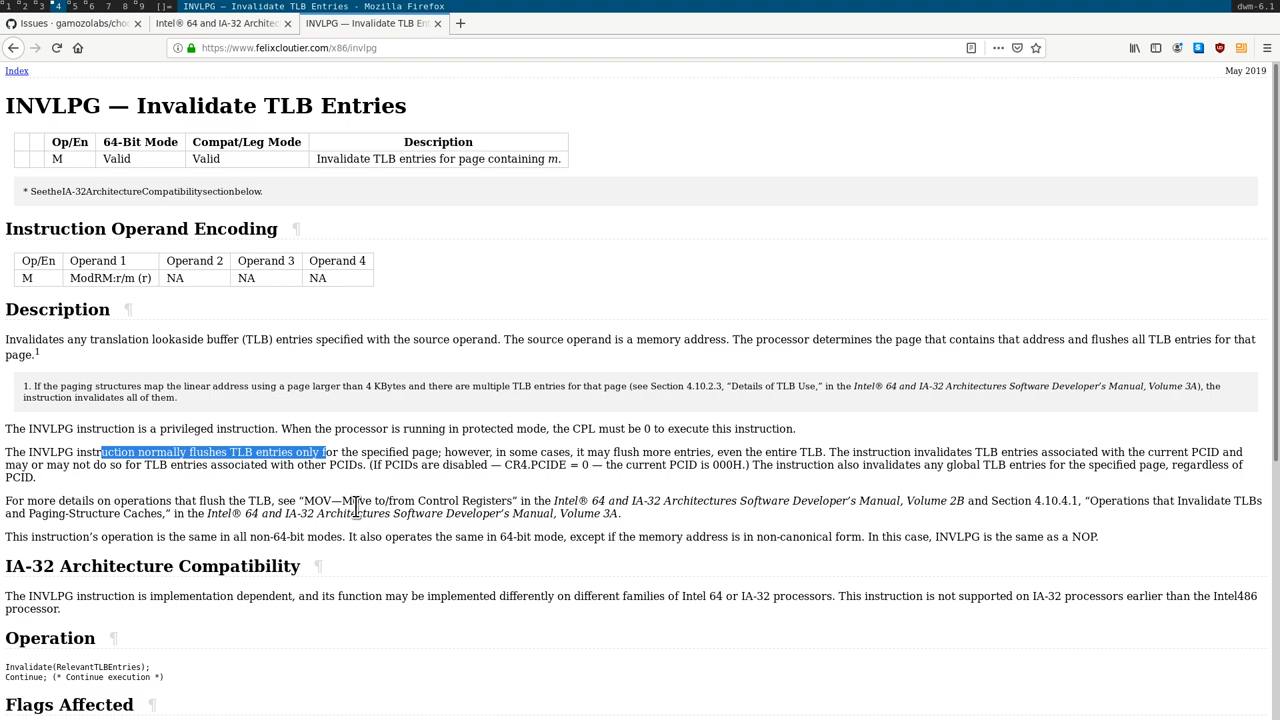 1 2 3 4 5 6 7 8 9 []= INVLPG — Invalidate TLB Entries - Mozilla Firefox dwm-6.1
Issues · gamozolabs/cho Intel® 64 and IA-32 Architec INVLPG — Invalidate TLB Ent
https://www.felixcloutier.com/x86/invlpg
Index May 2019
INVLPG — Invalidate TLB Entries
Op/En 64-Bit Mode Compat/Leg Mode Description
M Valid Valid Invalidate TLB entries for page containing m.
* SeetheIA-32ArchitectureCompatibilitysectionbelow.
Instruction Operand Encoding ¶
Op/En Operand 1 Operand 2 Operand 3 Operand 4
M ModRM:r/m (r) NA NA NA
Description ¶
Invalidates any translation lookaside buffer (TLB) entries specified with the source operand. The source operand is a memory address. The processor determines the page that contains that address and flushes all TLB entries for that
page.1
1. If the paging structures map the linear address using a page larger than 4 KBytes and there are multiple TLB entries for that page (see Section 4.10.2.3, “Details of TLB Use,” in the Intel® 64 and IA-32 Architectures Software Developer’s Manual, Volume 3A), the
instruction invalidates all of them.
The INVLPG instruction is a privileged instruction. When the processor is running in protected mode, the CPL must be 0 to execute this instruction.
The INVLPG instruction normally flushes TLB entries only for the specified page; however, in some cases, it may flush more entries, even the entire TLB. The instruction invalidates TLB entries associated with the current PCID and
may or may not do so for TLB entries associated with other PCIDs. (If PCIDs are disabled — CR4.PCIDE = 0 — the current PCID is 000H.) The instruction also invalidates any global TLB entries for the specified page, regardless of
PCID.
For more details on operations that flush the TLB, see “MOV—Move to/from Control Registers” in the Intel® 64 and IA-32 Architectures Software Developer’s Manual, Volume 2B and Section 4.10.4.1, “Operations that Invalidate TLBs
and Paging-Structure Caches,” in the Intel® 64 and IA-32 Architectures Software Developer’s Manual, Volume 3A.
This instruction’s operation is the same in all non-64-bit modes. It also operates the same in 64-bit mode, except if the memory address is in non-canonical form. In this case, INVLPG is the same as a NOP.
IA-32 Architecture Compatibility ¶
The INVLPG instruction is implementation dependent, and its function may be implemented differently on different families of Intel 64 or IA-32 processors. This instruction is not supported on IA-32 processors earlier than the Intel486
processor.
Operation ¶
Invalidate(RelevantTLBEntries);
Continue; (* Continue execution *)
Flags Affected ¶